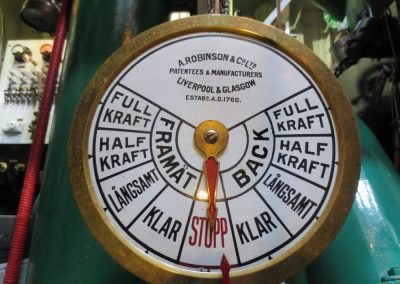 A. ROBINSON & CO LTD
PATENTEES & MANUFACTURERS
LIVERPOOL & GLASGOW
ESTABD. A.D. 1760.
FULL
KRAFT
HALF
KRAFT
LÅNGSAMT
KLAR
STOPP
KLAR
LÅNGSAMT
HALF
KRAFT
FULL
KRAFT
FRAMÅT
BACK